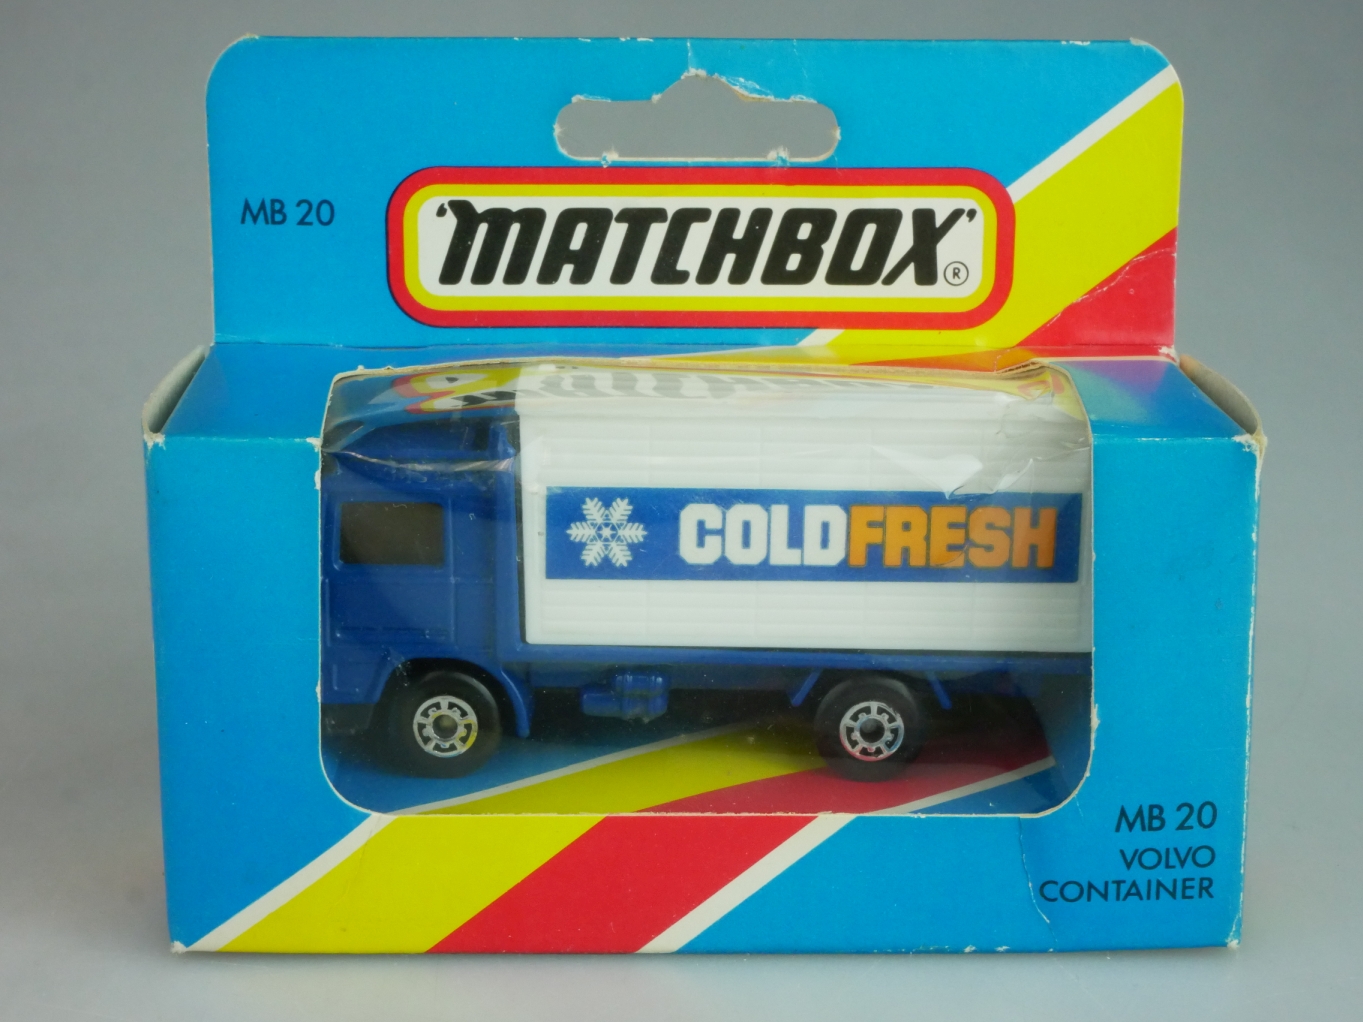 MB 20
'MATCHBOX'®
COLDFRESH
MB 20
VOLVO
CONTAINER